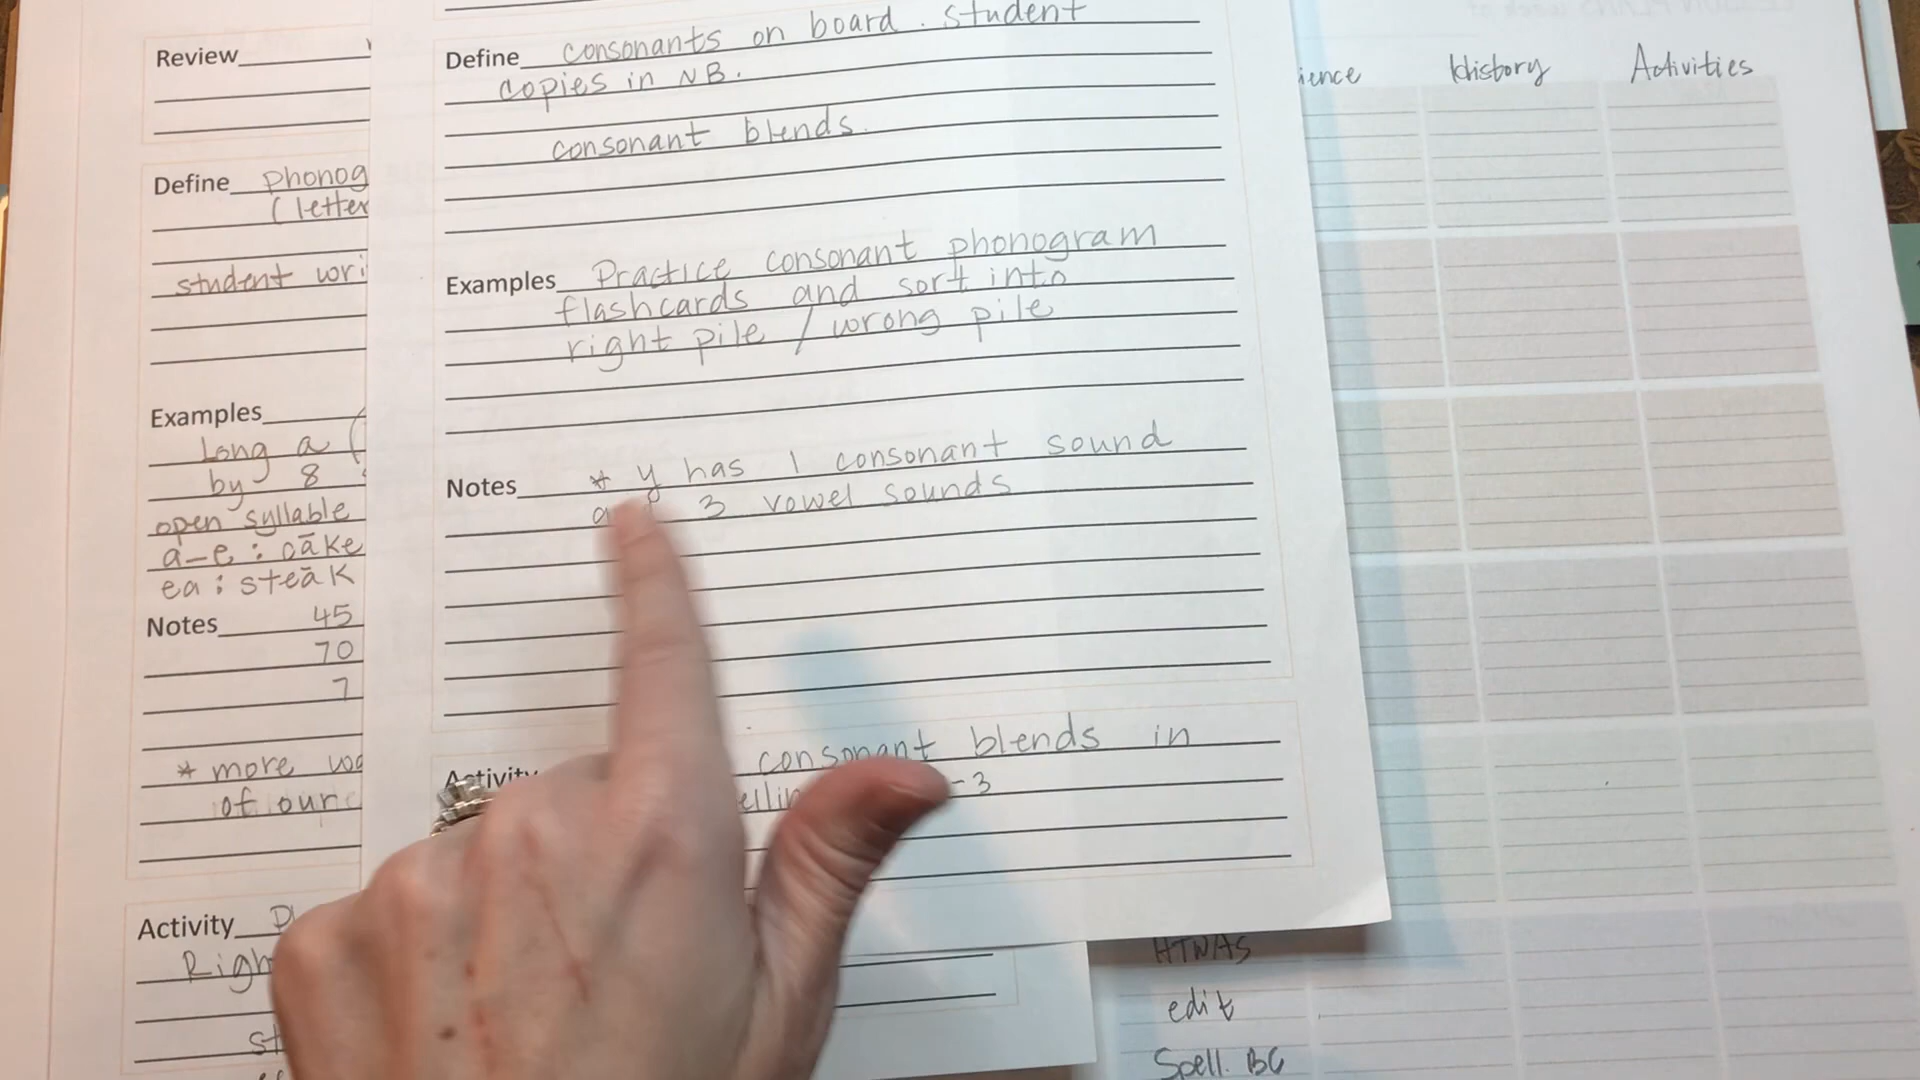 Review
Define phonog
(letter
student wri
Examples
Long a (
by 8
open syllable
a-e: cāke
ea: steāk
Notes 45
70
7
* more
of our
Activity
Define consonants on board. student
copies in NB.
consonant blends.
Examples Practice consonant phonogram
flashcards and sort into
right pile / wrong pile
Notes * y has 1 consonant sound
3 vowel sounds
Activity consonant blends in
-3
History Activities
HTWAS
edit
Spell. BC